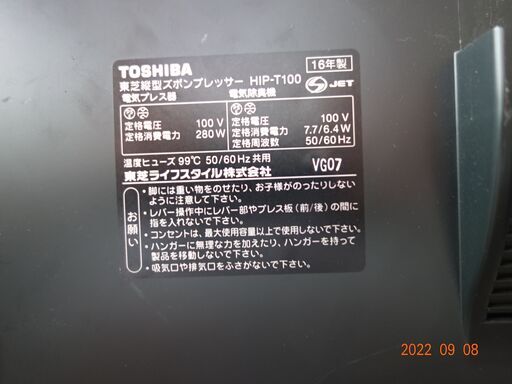 TOSHIBA
16年製
東芝縦型ズボンプレッサー HIP-T100
S JET
電気プレス器
電気除臭機
定格電圧 100 V
定格消費電力 280 W
定格電圧 100 V
定格消費電力 7.7/6.4 W
定格周波数 50/60 Hz
温度ヒューズ 99℃ 50/60 Hz 共用
VG07
東芝ライフスタイル株式会社
お願い
・脚には重い物をのせたり、お子様がのったりしない
ように注意して下さい。
・レバー操作中にレバー部やプレス板(前/後)の間に
指を入れないで下さい。
・コンセントは、最大使用容量以上で使用しないで下さい。
・ハンガーに無理な力を加えたり、ハンガーを持って
製品を移動しないで下さい。
・吸気口や排気口をふさがないで下さい。
2022 09 08